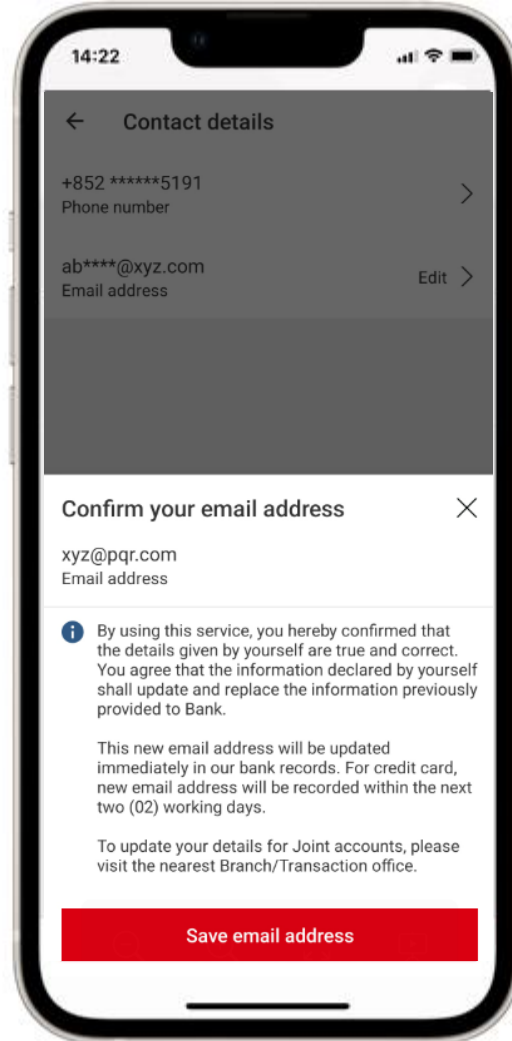 14:22
Contact details
+852 ******5191
Phone number
ab****@xyz.com
Email address
Edit
Confirm your email address
xyz@pqr.com
Email address
By using this service, you hereby confirmed that
the details given by yourself are true and correct.
You agree that the information declared by yourself
shall update and replace the information previously
provided to Bank.
This new email address will be updated
immediately in our bank records. For credit card,
new email address will be recorded within the next
two (02) working days.
To update your details for Joint accounts, please
visit the nearest Branch/Transaction office.
Save email address